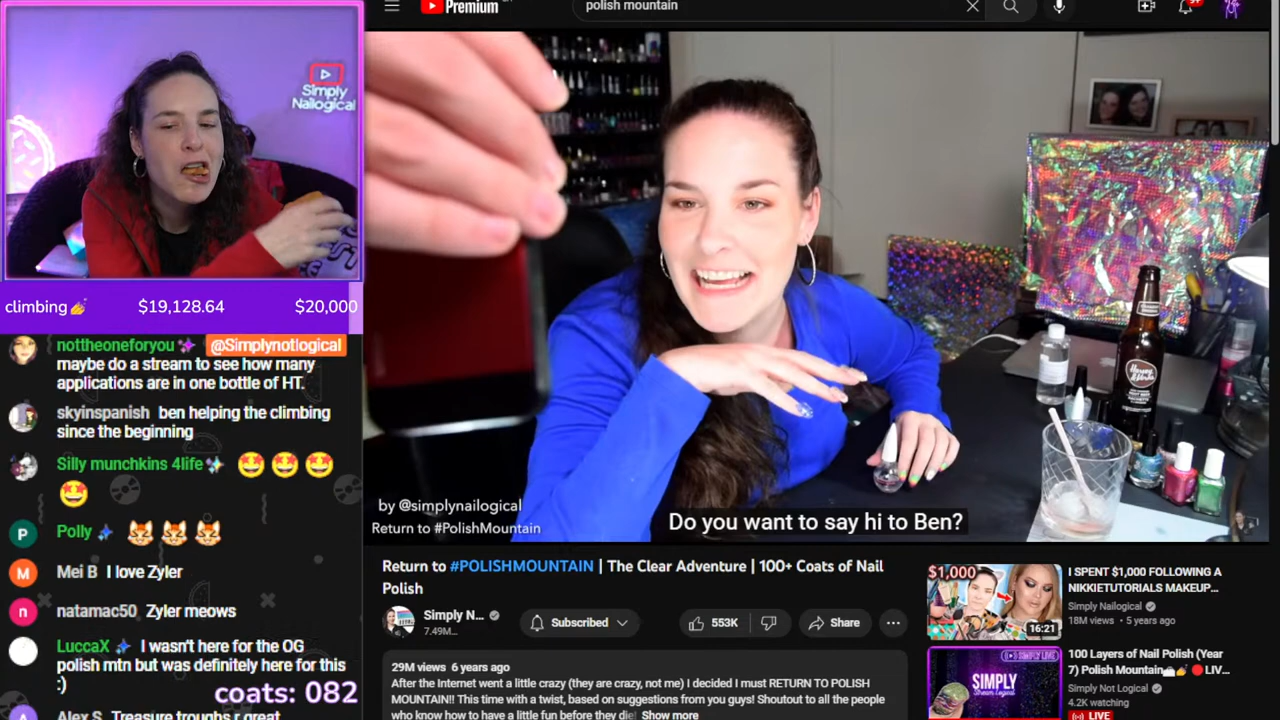 Premium
polish mountain
Simply
Nailogical
climbing💅 $19,128.64 $20,000
nottheoneforyou @Simplynotlogical
maybe do a stream to see how many
applications are in one bottle of HT.
skyinspanish ben helping the climbing
since the beginning
Silly munchkins 4life
Polly
Mei B I love Zyler
natamac50 Zyler meows
LuccaX I wasn't here for the OG
polish mtn but was definitely here for this
:)
coats: 082
Alex S. Treasure troughs r great
by @simplynailogical
Return to #PolishMountain
Do you want to say hi to Ben?
Return to #POLISHMOUNTAIN | The Clear Adventure | 100+ Coats of Nail
Polish
Simply N...
7.49M...
Subscribed
553K
Share
29M views 6 years ago
After the Internet went a little crazy (they are crazy, not me) I decided I must RETURN TO POLISH
MOUNTAIN!! This time with a twist, based on suggestions from you guys! Shoutout to all the people
who know how to have a little fun before they die! Show more
$1,000
16:21
I SPENT $1,000 FOLLOWING A
NIKKIETUTORIALS MAKEUP...
Simply Nailogical
18M views • 5 years ago
SIMPLY
100 Layers of Nail Polish (Year
7) Polish Mountain🏔💅🔴LIV...
Simply Not Logical
4.2K watching
LIVE